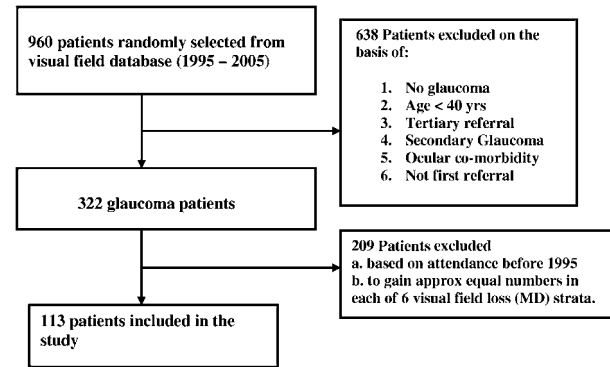 960 patients randomly selected from
visual field database (1995 – 2005)
638 Patients excluded on the
basis of:
1. No glaucoma
2. Age < 40 yrs
3. Tertiary referral
4. Secondary Glaucoma
5. Ocular co-morbidity
6. Not first referral
322 glaucoma patients
209 Patients excluded
a. based on attendance before 1995
b. to gain approx equal numbers in
each of 6 visual field loss (MD) strata.
113 patients included in the
study